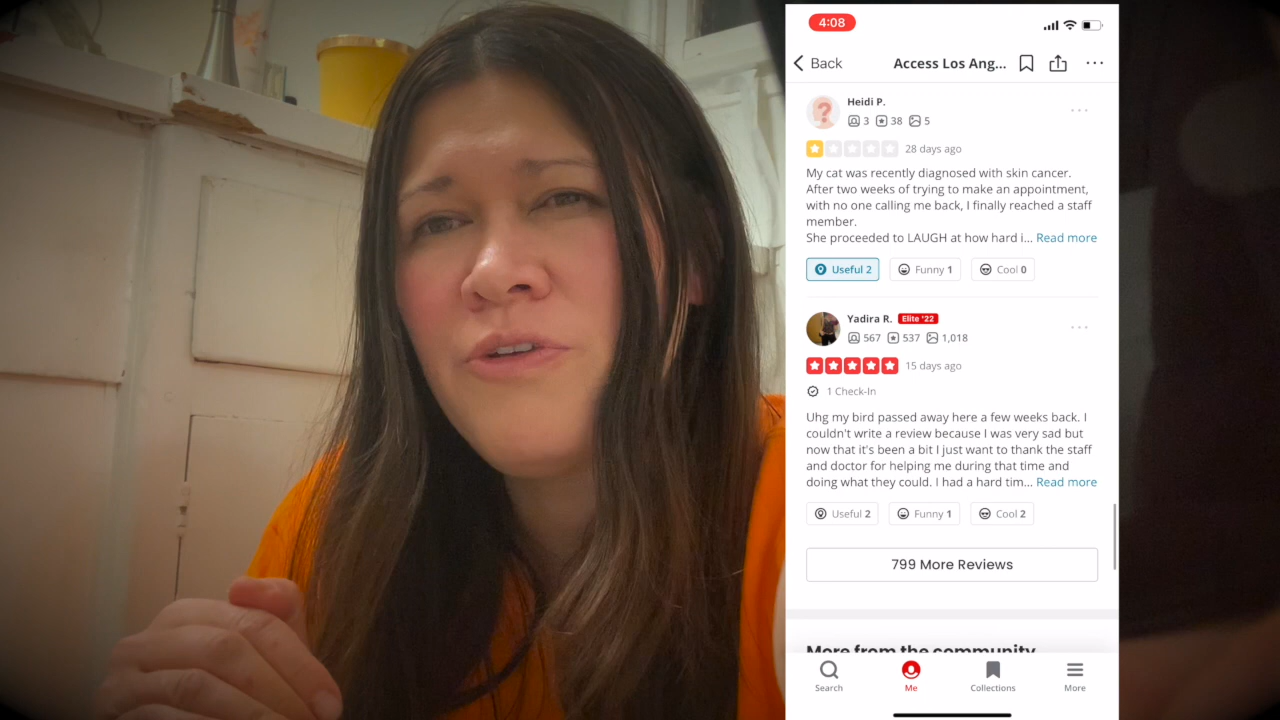 4:08
Back
Access Los Ang...
Heidi P.
3 38 5
28 days ago
My cat was recently diagnosed with skin cancer.
After two weeks of trying to make an appointment,
with no one calling me back, I finally reached a staff
member.
She proceeded to LAUGH at how hard i... Read more
Useful 2 Funny 1 Cool 0
Yadira R. Elite '22
567 537 1,018
15 days ago
1 Check-In
Uhg my bird passed away here a few weeks back. I
couldn't write a review because I was very sad but
now that it's been a bit I just want to thank the staff
and doctor for helping me during that time and
doing what they could. I had a hard tim... Read more
Useful 2 Funny 1 Cool 2
799 More Reviews
More from the community
Search Me Collections More